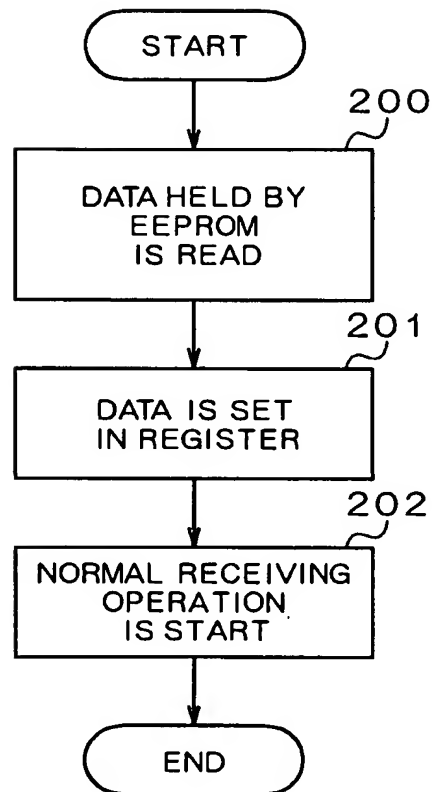 START
200
DATA HELD BY
EEPROM
IS READ
201
DATA IS SET
IN REGISTER
202
NORMAL RECEIVING
OPERATION
IS START
END